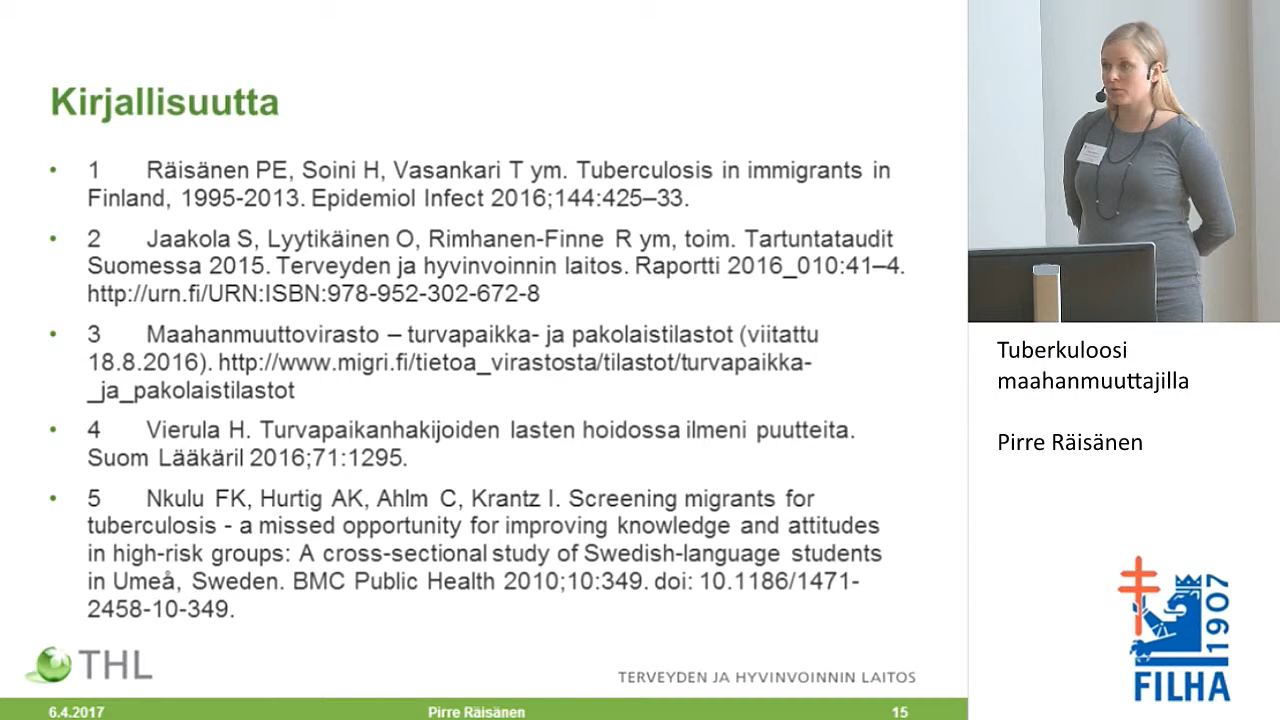 Kirjallisuutta
• 1 Räisänen PE, Soini H, Vasankari T ym. Tuberculosis in immigrants in
Finland, 1995-2013. Epidemiol Infect 2016;144:425–33.
• 2 Jaakola S, Lyytikäinen O, Rimhanen-Finne R ym, toim. Tartuntataudit
Suomessa 2015. Terveyden ja hyvinvoinnin laitos. Raportti 2016_010:41–4.
http://urn.fi/URN:ISBN:978-952-302-672-8
• 3 Maahanmuuttovirasto – turvapaikka- ja pakolaistilastot (viitattu
18.8.2016). http://www.migri.fi/tietoa_virastosta/tilastot/turvapaikka-
_ja_pakolaistilastot
• 4 Vierula H. Turvapaikanhakijoiden lasten hoidossa ilmeni puutteita.
Suom Lääkäril 2016;71:1295.
• 5 Nkulu FK, Hurtig AK, Ahlm C, Krantz I. Screening migrants for
tuberculosis - a missed opportunity for improving knowledge and attitudes
in high-risk groups: A cross-sectional study of Swedish-language students
in Umeå, Sweden. BMC Public Health 2010;10:349. doi: 10.1186/1471-
2458-10-349.
THL
TERVEYDEN JA HYVINVOINNIN LAITOS
6.4.2017 Pirre Räisänen 15
Tuberkuloosi
maahanmuuttajilla
Pirre Räisänen
1907
FILHA